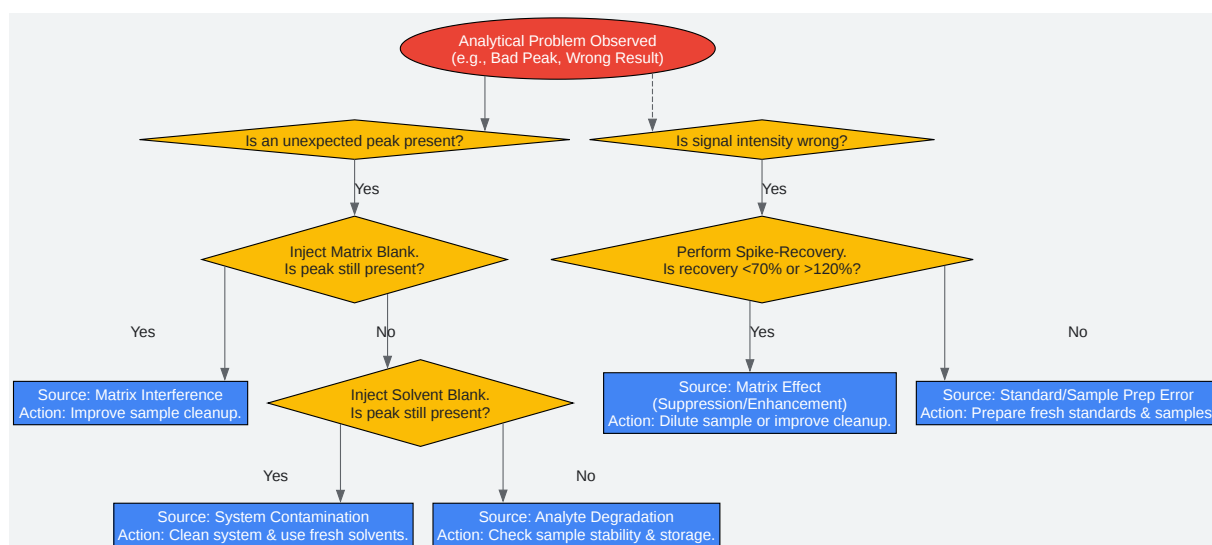 Analytical Problem Observed
(e.g., Bad Peak, Wrong Result)
Is an unexpected peak present?
Is signal intensity wrong?
Yes
Yes
Inject Matrix Blank.
Is peak still present?
Perform Spike-Recovery.
Is recovery <70% or >120%?
Yes
No
Yes
No
Source: Matrix Interference
Action: Improve sample cleanup.
Inject Solvent Blank.
Is peak still present?
Source: Matrix Effect
(Suppression/Enhancement)
Action: Dilute sample or improve cleanup.
Source: Standard/Sample Prep Error
Action: Prepare fresh standards & samples
Yes
No
Source: System Contamination
Action: Clean system & use fresh solvents.
Source: Analyte Degradation
Action: Check sample stability & storage.